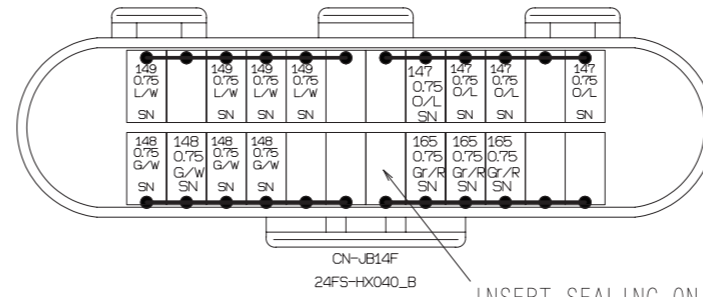 149 149 149 149 147 147 147 147
0.75 0.75 0.75 0.75 0.75 0.75 0.75 0.75
L/W L/W L/W L/W O/L O/L O/L O/L
SN SN SN SN SN SN SN SN
148 148 148 148 165 165 165
0.75 0.75 0.75 0.75 0.75 0.75 0.75
G/W G/W G/W G/W Gr/R Gr/R Gr/R
SN SN SN SN SN SN SN
CN-JB14F
24FS-HX040_B
INSERT SEALING ON